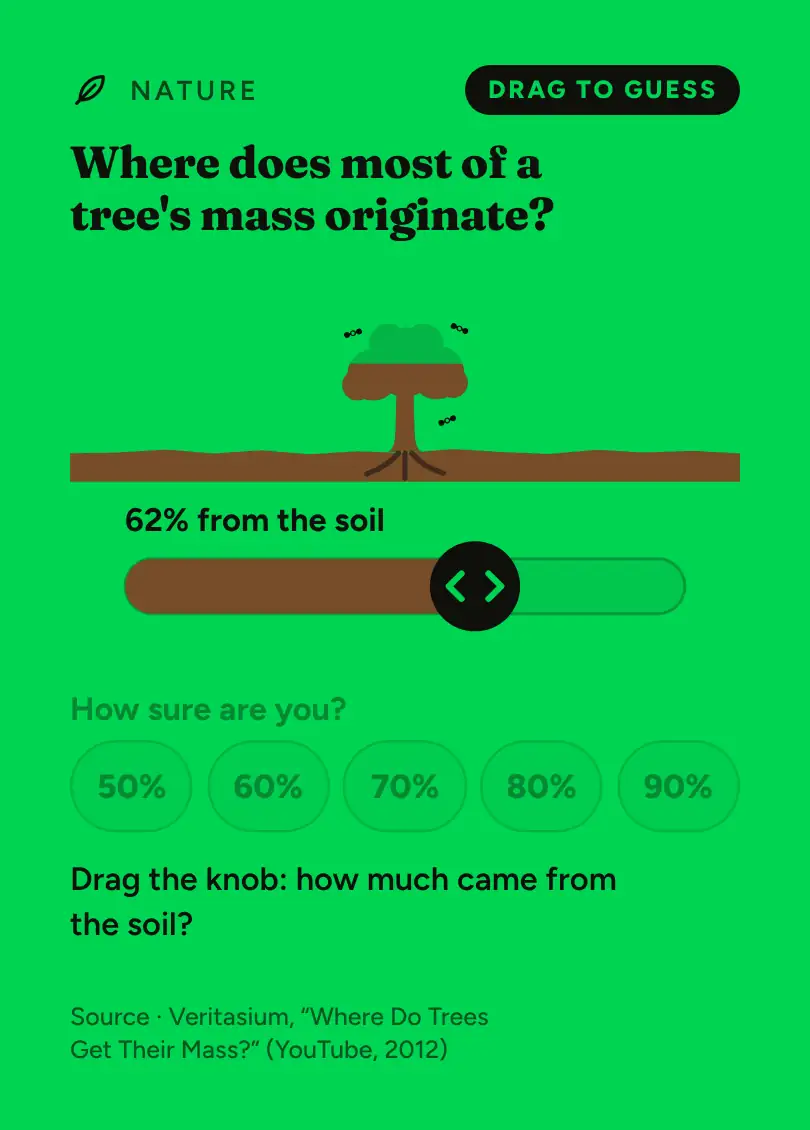 NATURE
DRAG TO GUESS
Where does most of a
tree's mass originate?
62% from the soil
How sure are you?
50% 60% 70% 80% 90%
Drag the knob: how much came from
the soil?
Source · Veritasium, “Where Do Trees
Get Their Mass?” (YouTube, 2012)